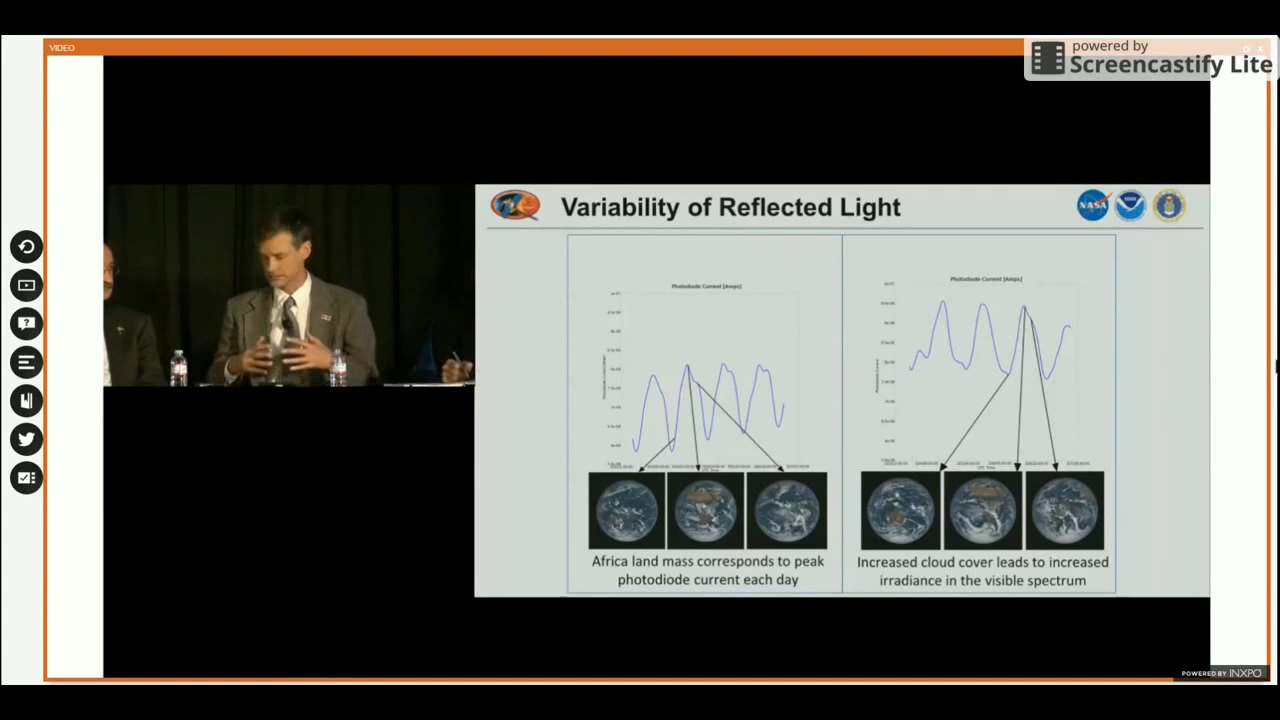 VIDEO
powered by
Screencastify Lite
Variability of Reflected Light
NASA
Photodiode Current [Amps]
Photodiode Current [Amps]
Africa land mass corresponds to peak
photodiode current each day
Increased cloud cover leads to increased
irradiance in the visible spectrum
POWERED BY INXPO